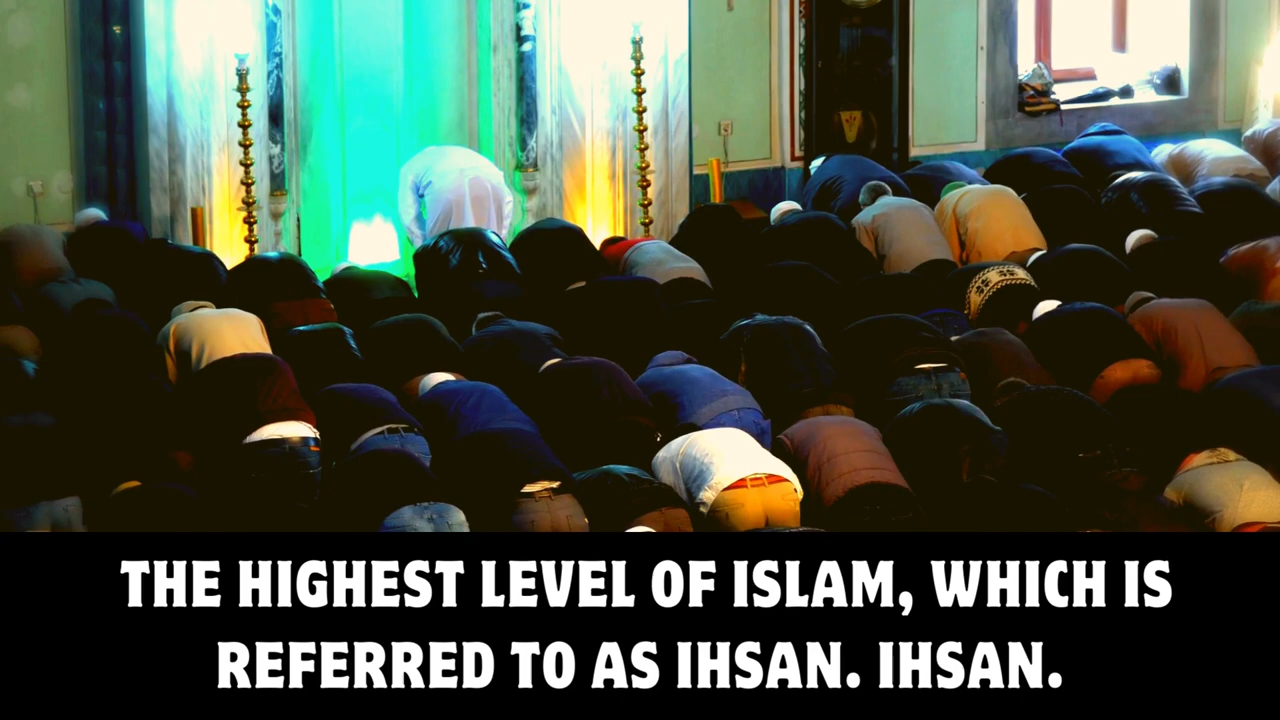 THE HIGHEST LEVEL OF ISLAM, WHICH IS
REFERRED TO AS IHSAN. IHSAN.